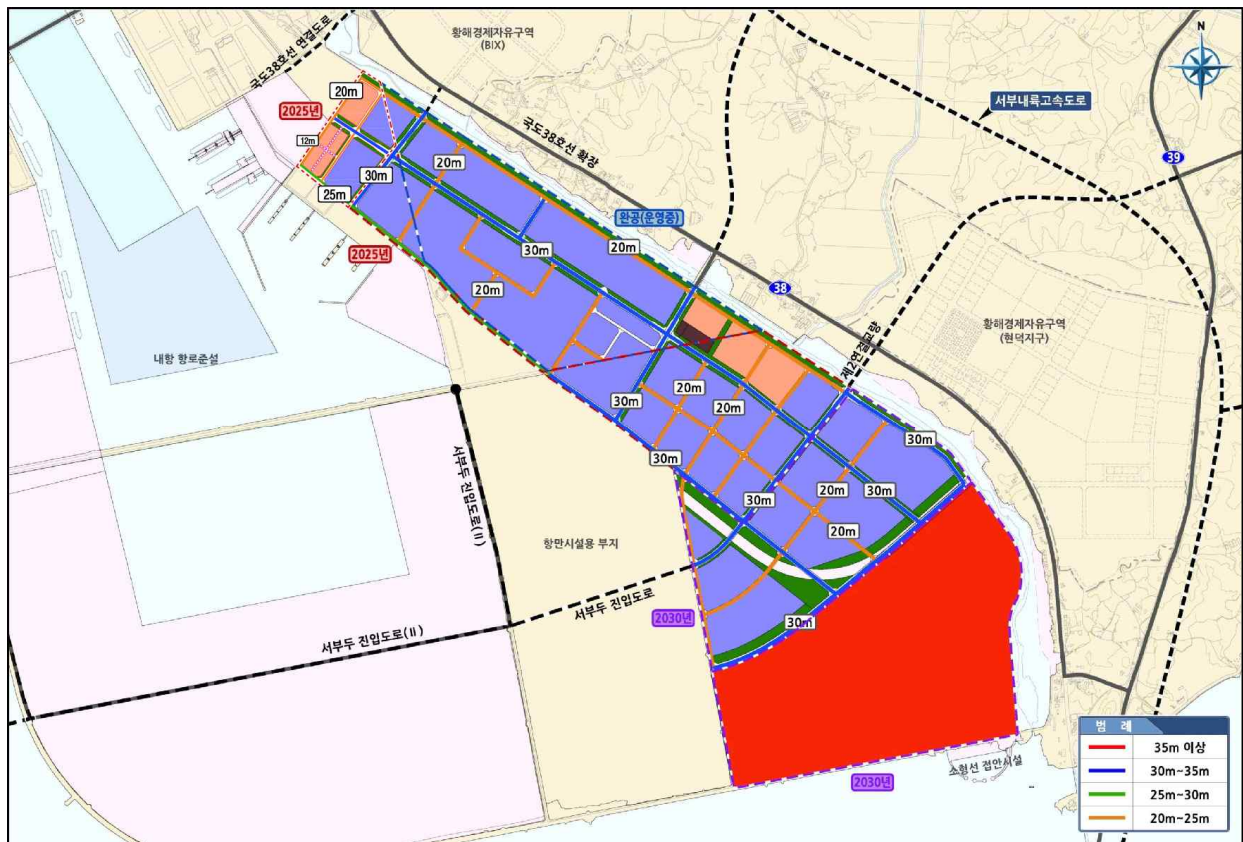 황해경제자유구역
(BIX)
N
국도38호선 연결도로
서부내륙고속도로
20m
2025년
국도38호선 확장
12m
39
20m
30m
25m
완공(운영중)
2025년
30m
20m
20m
38
내항 항로준설
황해경제자유구역
(현덕지구)
제2연결교량
20m
20m
30m
30m
30m
20m
30m
30m
20m
서부두 진입도로(II)
항만시설용 부지
서부두 진입도로
2030년
30m
서부두 진입도로(II)
범 례
35m 이상
30m~35m
25m~30m
20m~25m
소형선 접안시설
2030년